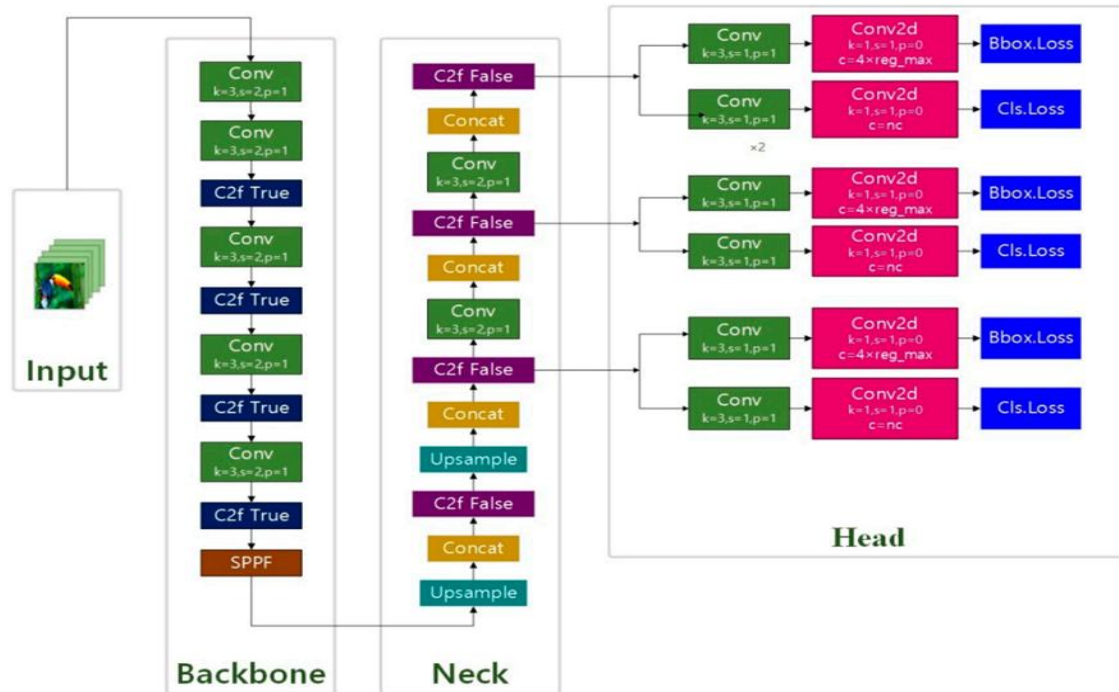 Input
Conv
k=3,s=2,p=1
Conv
k=3,s=2,p=1
C2f True
Conv
k=3,s=2,p=1
C2f True
Conv
k=3,s=2,p=1
C2f True
Conv
k=3,s=2,p=1
C2f True
SPPF
Backbone
C2f False
Concat
Conv
k=3,s=2,p=1
C2f False
Concat
Conv
k=3,s=2,p=1
C2f False
Concat
Upsample
C2f False
Concat
Upsample
Neck
Conv
k=3,s=1,p=1
Conv2d
k=1,s=1,p=0
c=4×reg_max
Bbox.Loss
Conv
k=3,s=1,p=1
Conv2d
k=1,s=1,p=0
c=nc
Cls.Loss
×2
Conv
k=3,s=1,p=1
Conv2d
k=1,s=1,p=0
c=4×reg_max
Bbox.Loss
Conv
k=3,s=1,p=1
Conv2d
k=1,s=1,p=0
c=nc
Cls.Loss
Conv
k=3,s=1,p=1
Conv2d
k=1,s=1,p=0
c=4×reg_max
Bbox.Loss
Conv
k=3,s=1,p=1
Conv2d
k=1,s=1,p=0
c=nc
Cls.Loss
Head